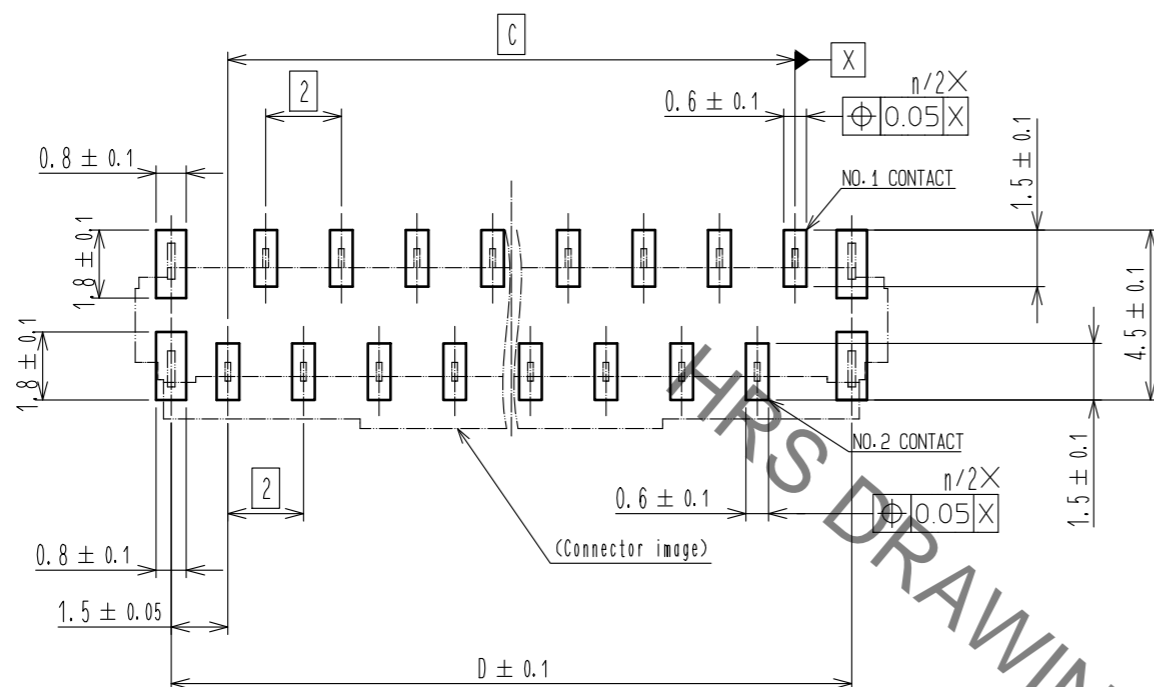 C
X
2
0.6 ± 0.1
n/2X
⌖ 0.05 X
0.8 ± 0.1
NO.1 CONTACT
1.5 ± 0.1
1.8 ± 0.1
4.5 ± 0.1
1.8 ± 0.1
NO.2 CONTACT
2
0.6 ± 0.1
n/2X
⌖ 0.05 X
1.5 ± 0.1
(Connector image)
0.8 ± 0.1
1.5 ± 0.05
D ± 0.1
HRS DRAWIN